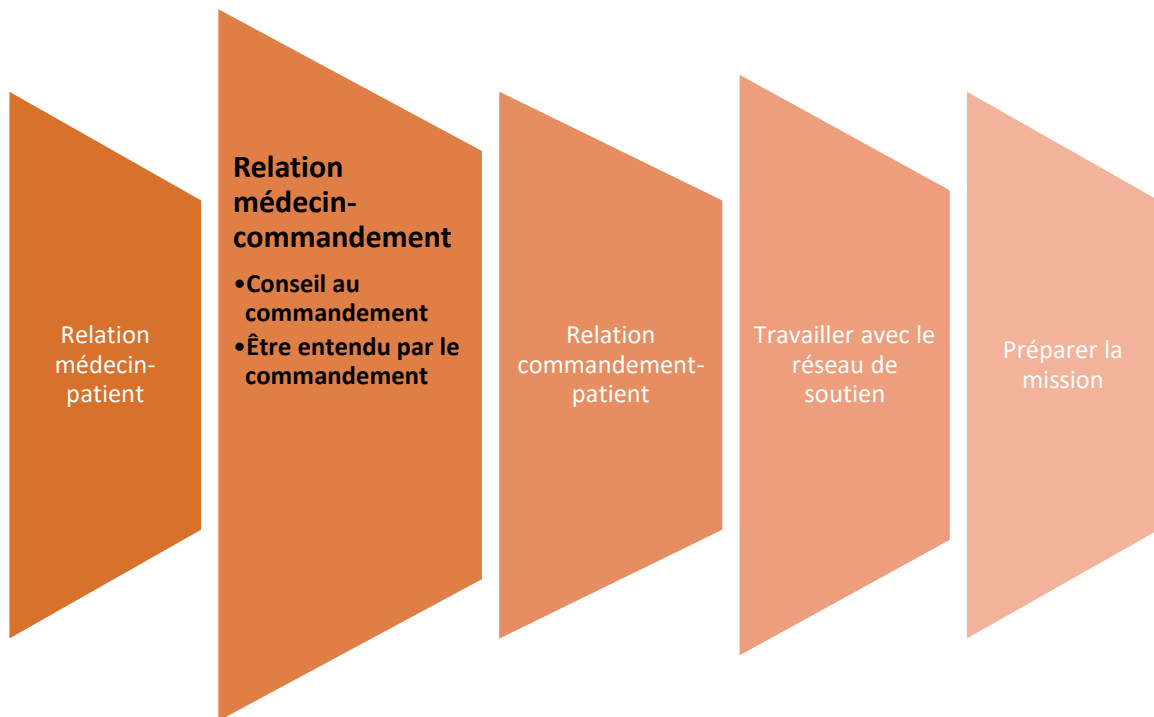 Relation
médecin-
patient
Relation
médecin-
commandement
•Conseil au
commandement
•Être entendu par le
commandement
Relation
commandement-
patient
Travailler avec le
réseau de
soutien
Préparer la
mission